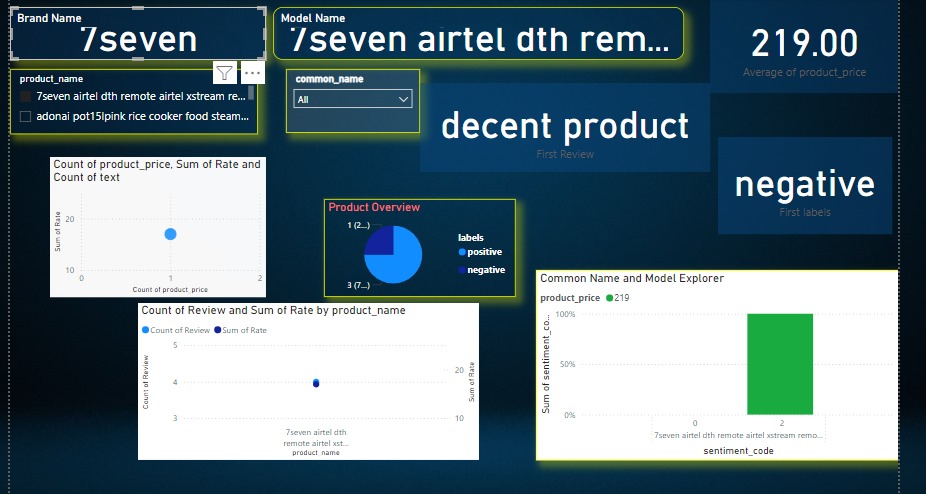 Brand Name
7seven
Model Name
7seven airtel dth rem...
219.00
Average of product_price
product_name
7seven airtel dth remote airtel xstream re...
adonai pot15lpink rice cooker food steam...
common_name
All
decent product
First Review
negative
First labels
Count of product_price, Sum of Rate and
Count of text
Sum of Rate
20
10
0
1
2
Count of product_price
Product Overview
1 (2...)
3 (7...)
labels
positive
negative
Count of Review and Sum of Rate by product_name
Count of Review
Sum of Rate
Count of Review
5
4
3
Sum of Rate
20
10
7seven airtel dth
remote airtel xst...
product_name
Common Name and Model Explorer
product_price
219
Sum of sentiment_co...
100%
50%
0%
0
2
7seven airtel dth remote airtel xstream remo...
sentiment_code